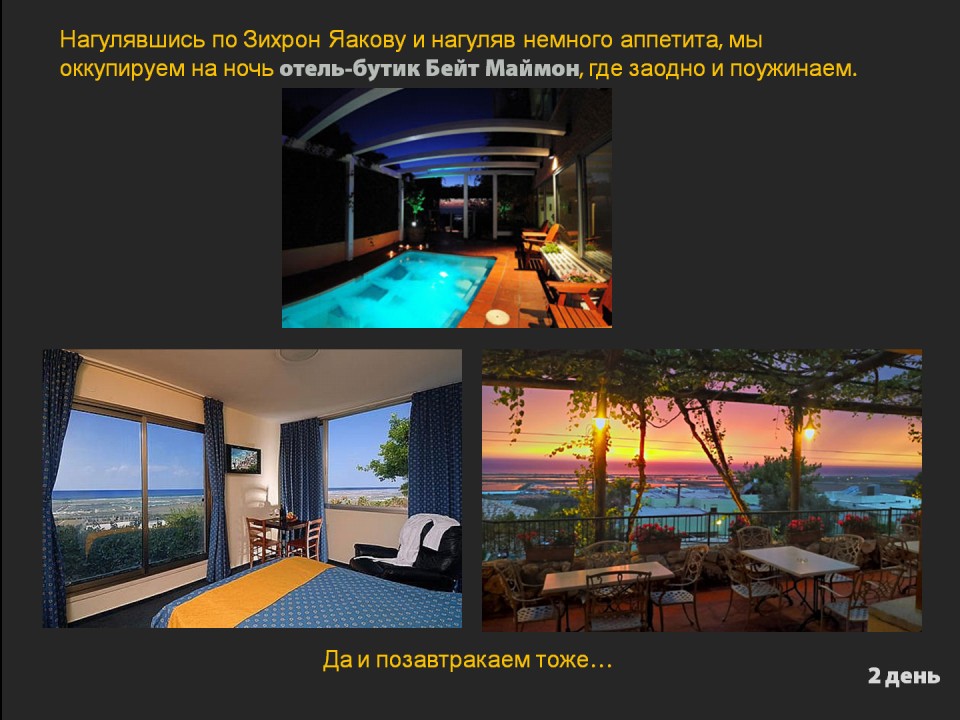 Нагулявшись по Зихрон Яакову и нагуляв немного аппетита, мы
оккупируем на ночь отель-бутик Бейт Маймон, где заодно и поужинаем.
Да и позавтракаем тоже…
2 день